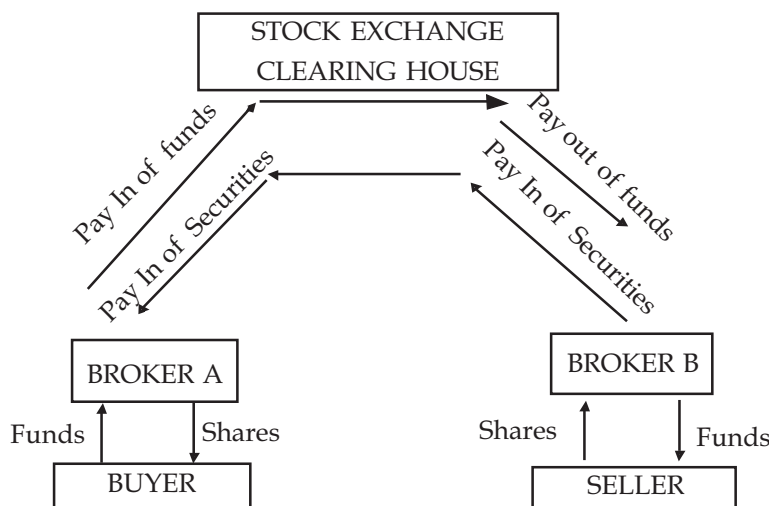 STOCK EXCHANGE
CLEARING HOUSE
Pay In of funds
Pay out of funds
Pay In of Securities
Pay In of Securities
BROKER A
BROKER B
Funds
Shares
Shares
Funds
BUYER
SELLER